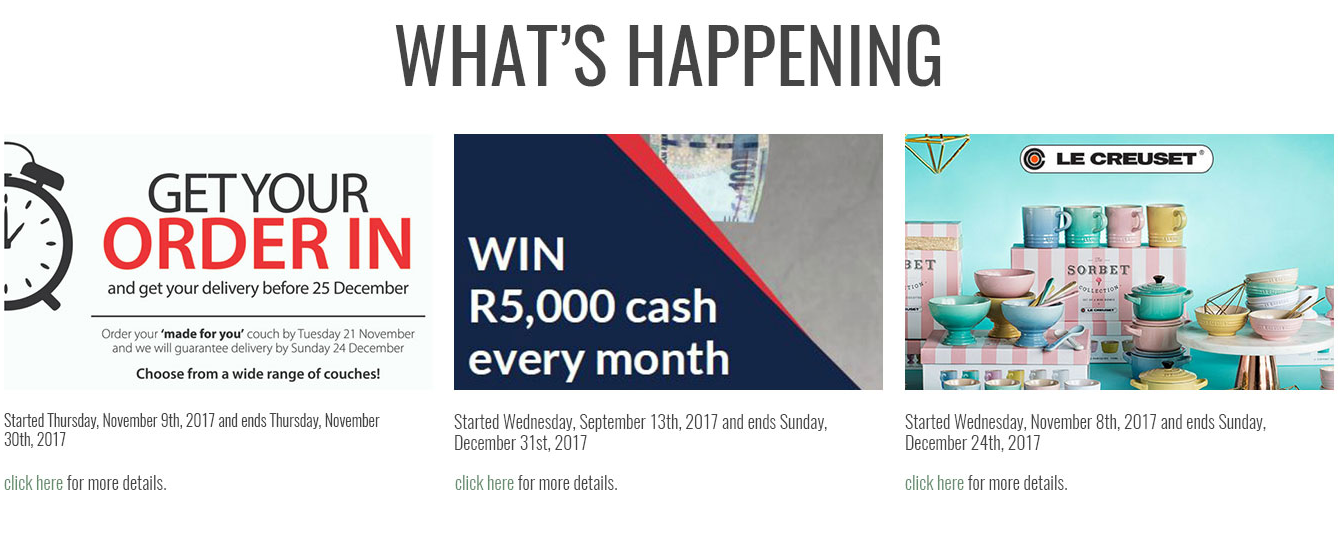 WHAT'S HAPPENING
GET YOUR
ORDER IN
and get your delivery before 25 December
Order your 'made for you' couch by Tuesday 21 November
and we will guarantee delivery by Sunday 24 December
Choose from a wide range of couches!
Started Thursday, November 9th, 2017 and ends Thursday, November
30th, 2017
click here for more details.
100
WIN
R5,000 cash
every month
Started Wednesday, September 13th, 2017 and ends Sunday,
December 31st, 2017
click here for more details.
LE CREUSET®
BET
The
SORBET
COLLECTION
LE CREUSET
Started Wednesday, November 8th, 2017 and ends Sunday,
December 24th, 2017
click here for more details.